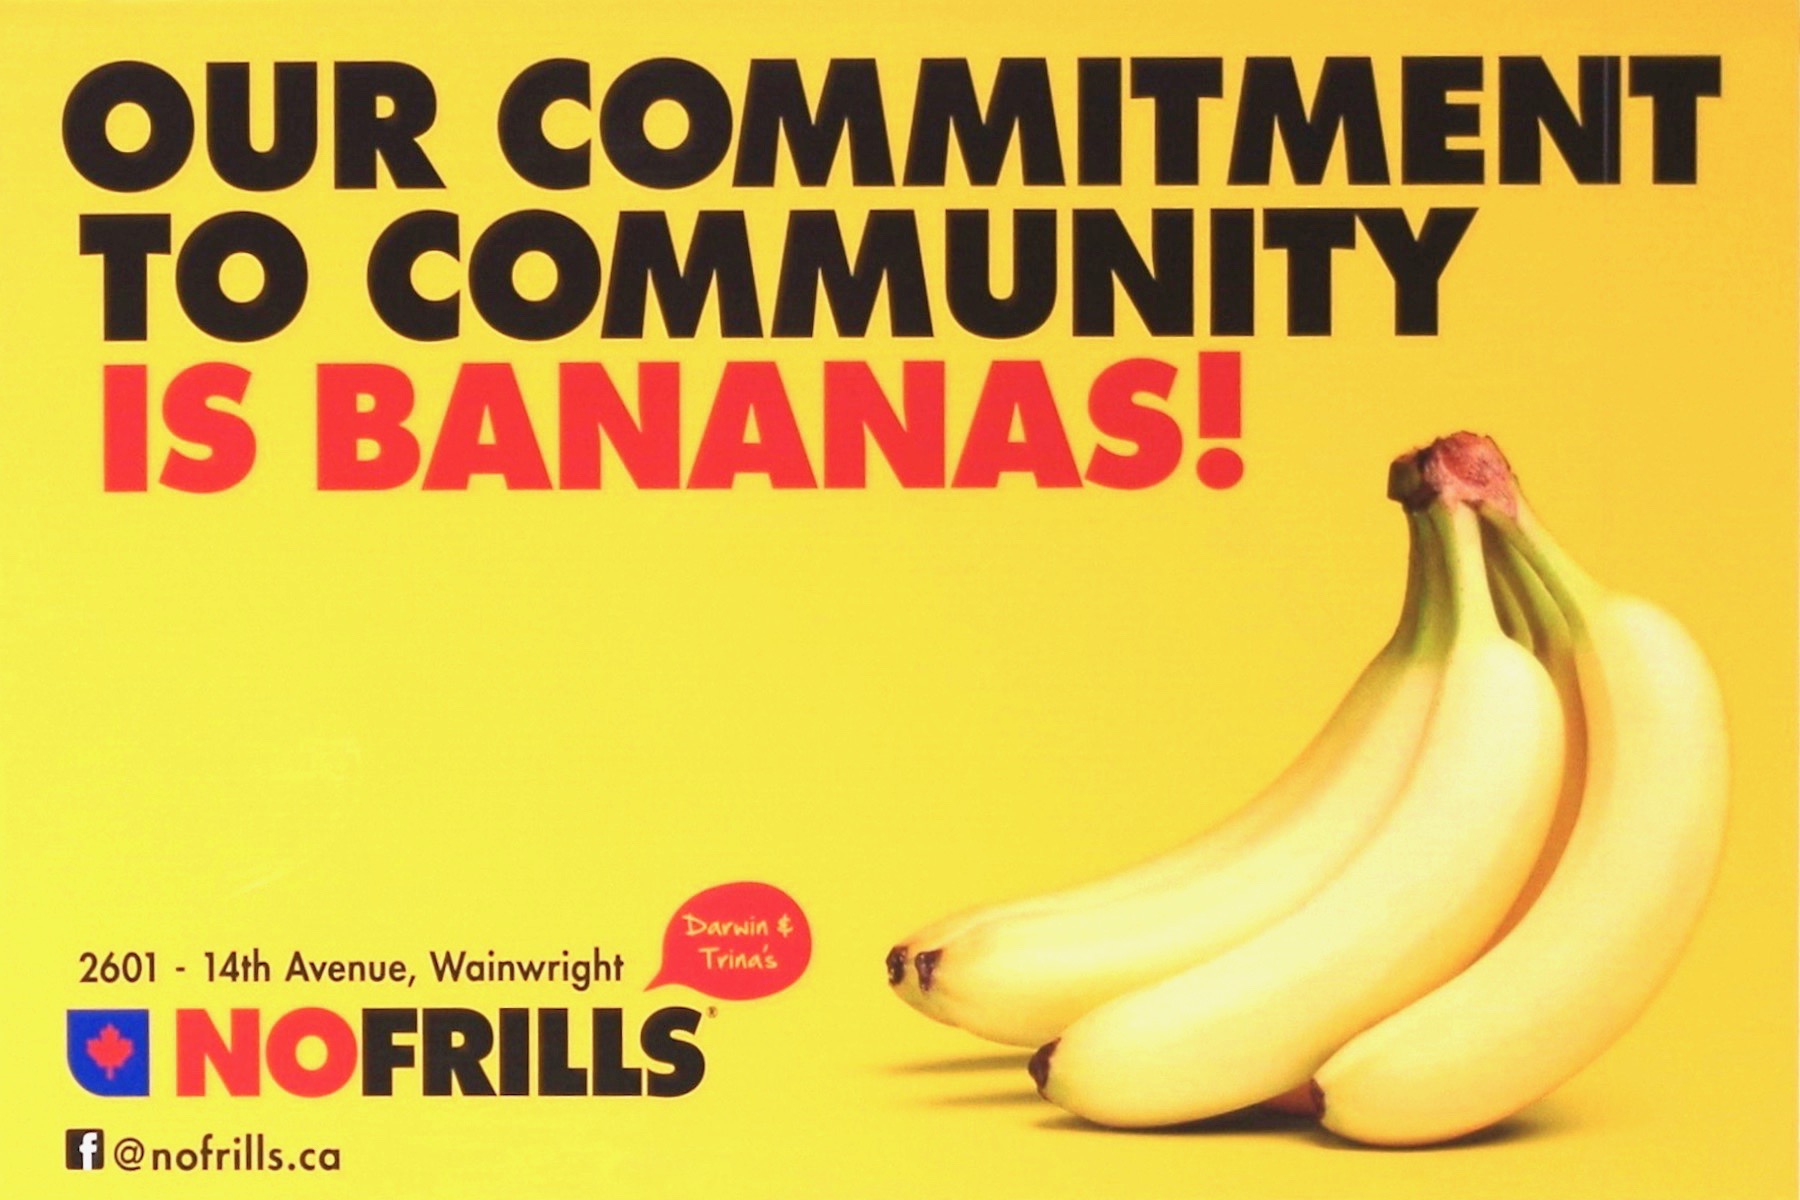 OUR COMMITMENT
TO COMMUNITY
IS BANANAS!
Darwin &
Trina's
2601 - 14th Avenue, Wainwright
NOFRILLS®
f @nofrills.ca